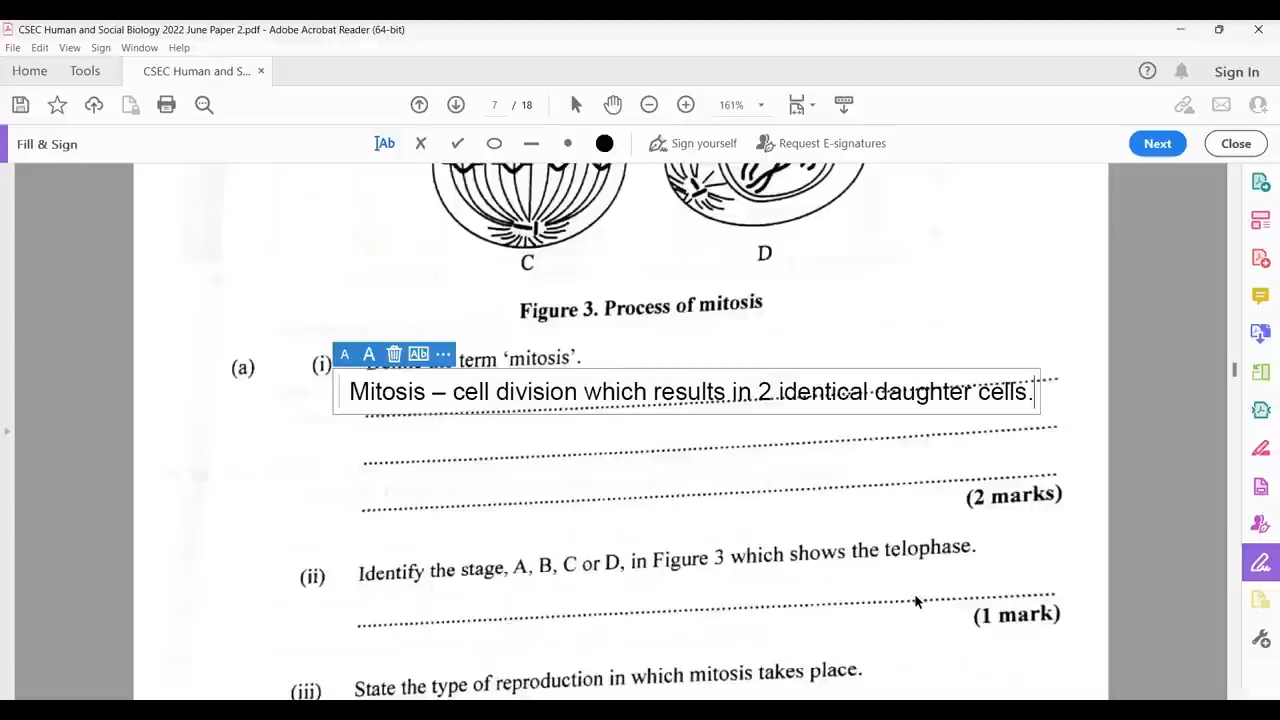 CSEC Human and Social Biology 2022 June Paper 2.pdf - Adobe Acrobat Reader (64-bit)
File Edit View Sign Window Help
Home Tools CSEC Human and S... × Sign In
7 / 18 161%
Fill & Sign Ab Sign yourself Request E-signatures Next Close
C
D
Figure 3. Process of mitosis
A A Ab ...
(a) (i) term ‘mitosis’.
Mitosis – cell division which results in 2 identical daughter cells.
(2 marks)
(ii) Identify the stage, A, B, C or D, in Figure 3 which shows the telophase.
(1 mark)
(iii) State the type of reproduction in which mitosis takes place.